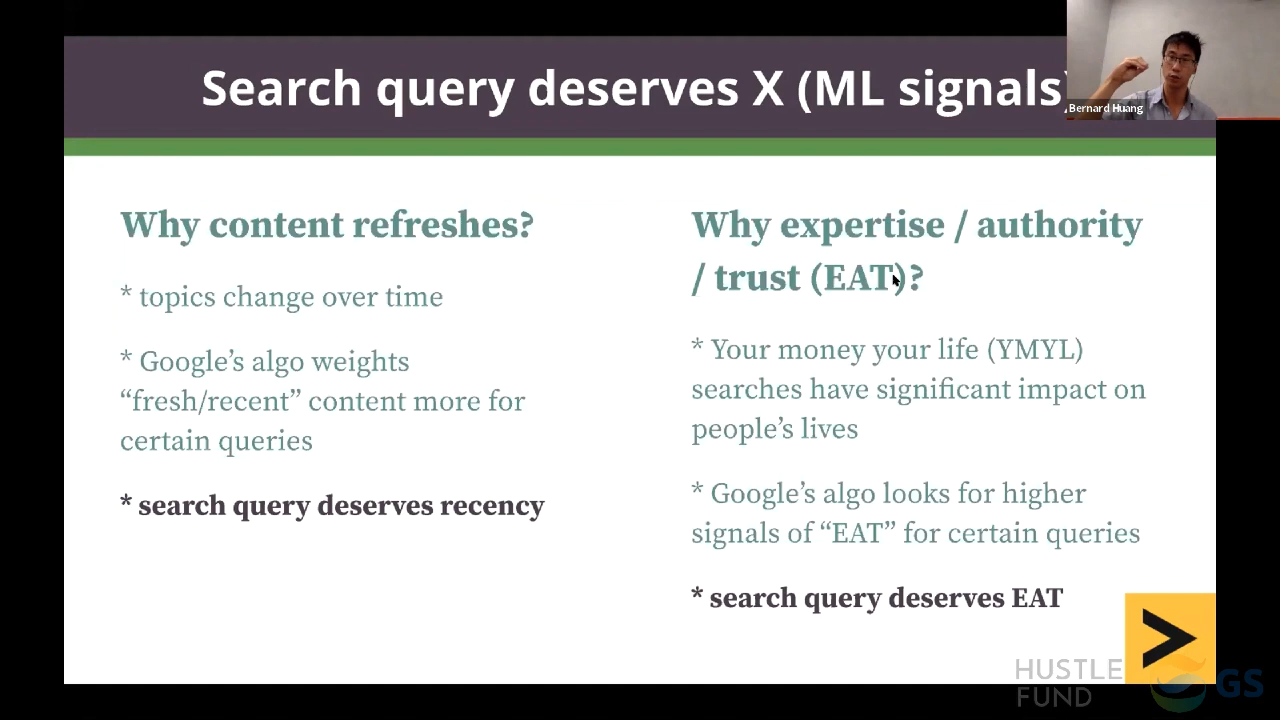 Search query deserves X (ML signals)
Bernard Huang
Why content refreshes?
* topics change over time
* Google’s algo weights
“fresh/recent” content more for
certain queries
* search query deserves recency
Why expertise / authority
/ trust (EAT)?
* Your money your life (YMYL)
searches have significant impact on
people’s lives
* Google’s algo looks for higher
signals of “EAT” for certain queries
* search query deserves EAT
HUSTLE
FUND
GS